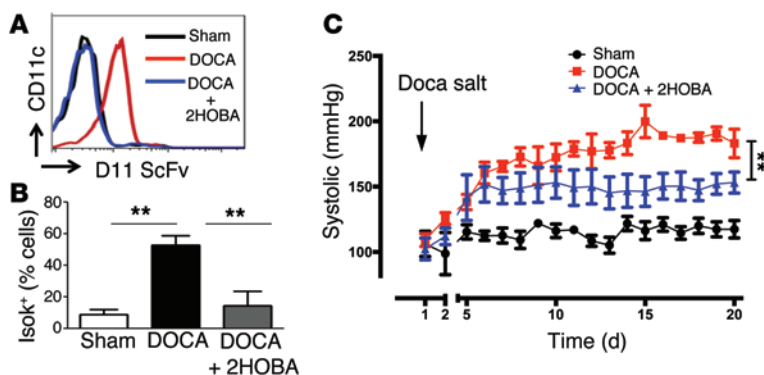 A
CD11c
D11 ScFv
Sham
DOCA
DOCA
+
2HOBA
B
Isok⁺ (% cells)
80
60
40
20
0
**
**
Sham
DOCA
DOCA
+ 2HOBA
C
Systolic (mmHg)
250
200
150
100
Doca salt
Sham
DOCA
DOCA + 2HOBA
**
1
2
5
10
15
20
Time (d)